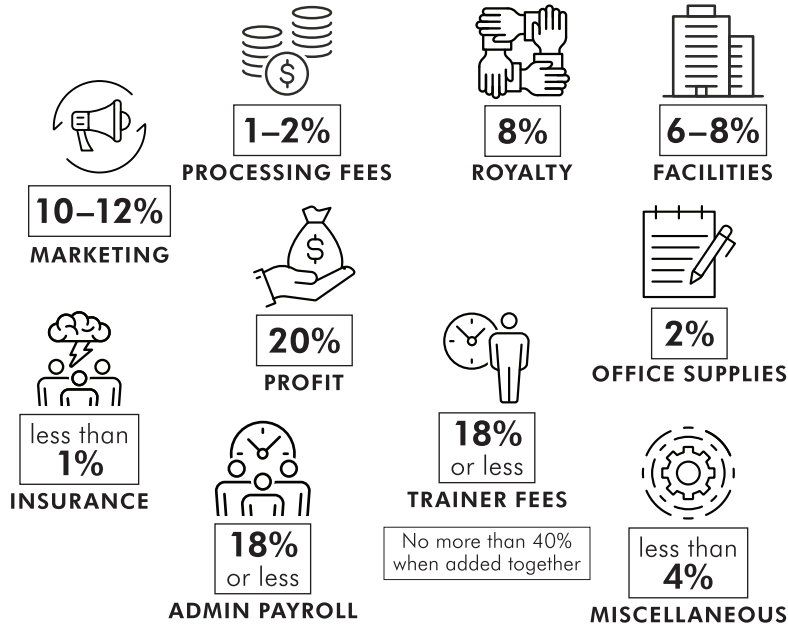 $
1–2%
PROCESSING FEES
8%
ROYALTY
6–8%
FACILITIES
10–12%
MARKETING
$
20%
PROFIT
2%
OFFICE SUPPLIES
less than
1%
INSURANCE
18%
or less
TRAINER FEES
No more than 40%
when added together
18%
or less
ADMIN PAYROLL
less than
4%
MISCELLANEOUS